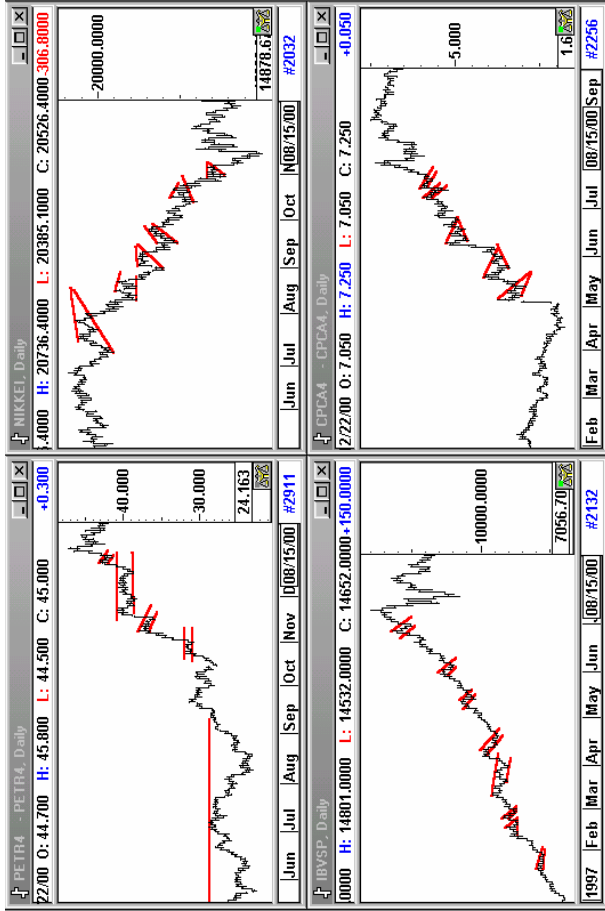 PETR4 - PETR4, Daily
22/00 O: 44.700 H: 45.800 L: 44.500 C: 45.000 +0.300
40.000
30.000
24.163
Jun Jul Aug Sep Oct Nov D 08/15/00 #2911
NIKKEI, Daily
.4000 H: 20736.4000 L: 20385.1000 C: 20526.4000 -306.8000
20000.0000
14878.67
Jun Jul Aug Sep Oct N 08/15/00 #2032
IBVSP, Daily
.0000 H: 14801.0000 L: 14532.0000 C: 14652.0000 +150.0000
10000.0000
7056.70
1997 Feb Mar Apr May Jun 08/15/00 #2132
CPCA4 - CPCA4, Daily
2/22/00 O: 7.050 H: 7.250 L: 7.050 C: 7.250 +0.050
5.000
1.6
Feb Mar Apr May Jun Jul 08/15/00 Sep #2256